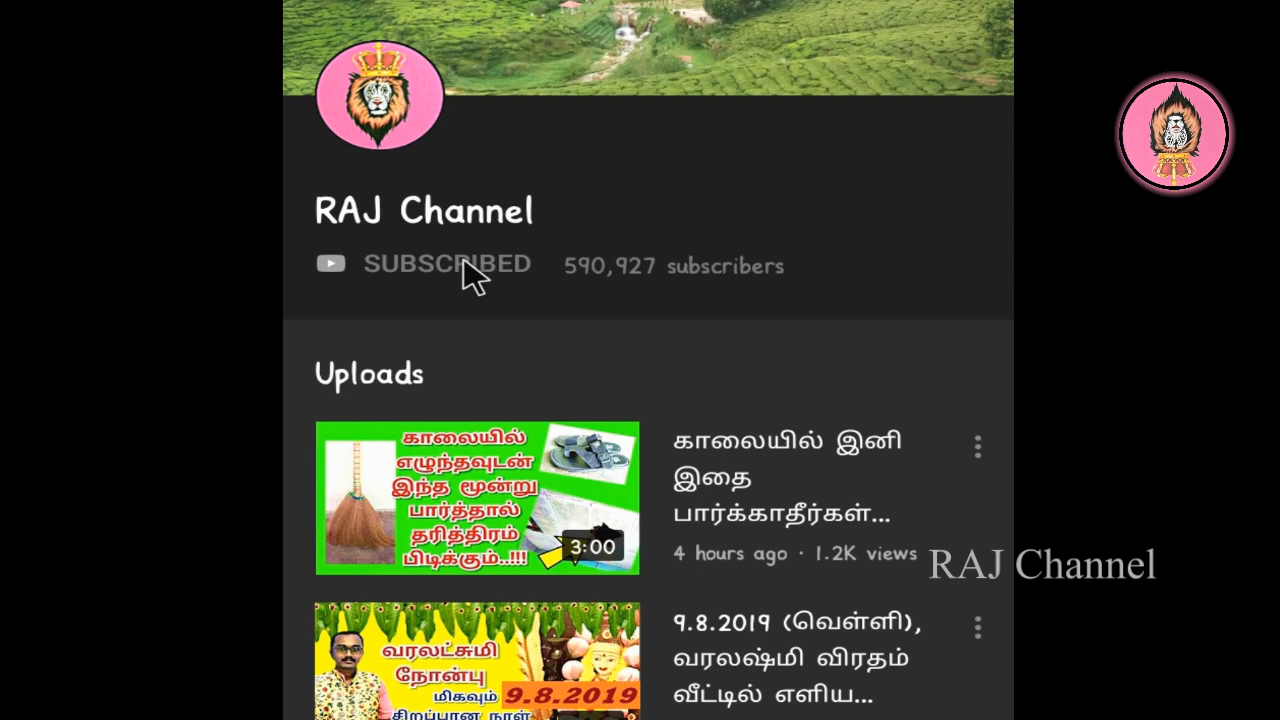 RAJ Channel
SUBSCRIBED 590,927 subscribers
Uploads
காலையில்
எழுந்தவுடன்
இந்த மூன்று
பார்த்தால்
தரித்திரம்
பிடிக்கும்..!!!
3:00
காலையில் இனி
இதை
பார்க்காதீர்கள்...
4 hours ago · 1.2K views
RAJ Channel
வரலட்சுமி
நோன்பு
மிகவும் 9.8.2019
சிறப்பான நாள்
9.8.2019 (வெள்ளி),
வரலஷ்மி விரதம்
வீட்டில் எளிய...